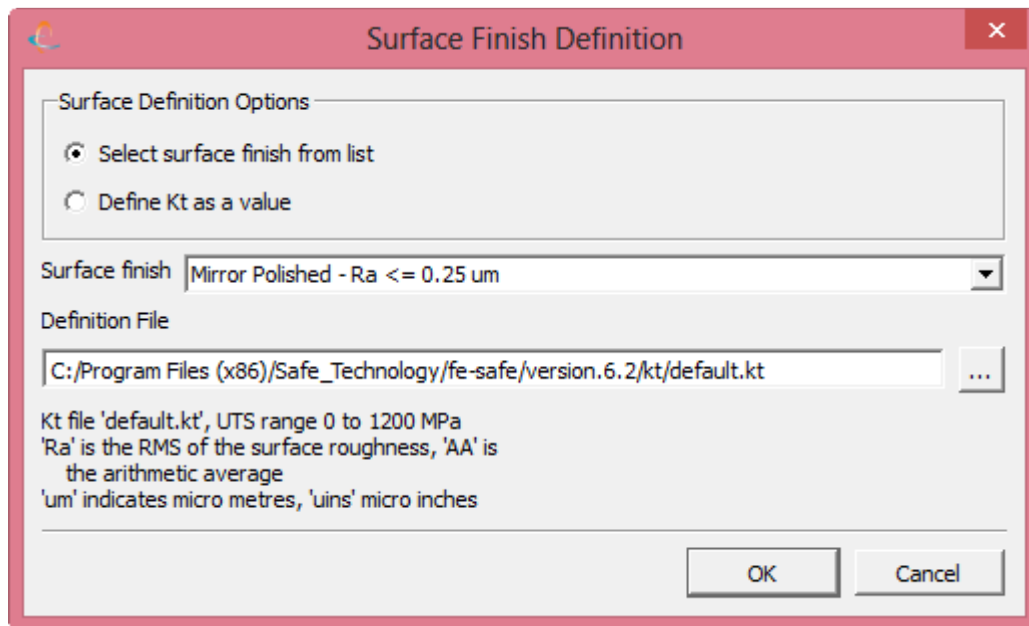 Surface Finish Definition
Surface Definition Options
Select surface finish from list
Define Kt as a value
Surface finish Mirror Polished - Ra <= 0.25 um
Definition File
C:/Program Files (x86)/Safe_Technology/fe-safe/version.6.2/kt/default.kt
...
Kt file 'default.kt', UTS range 0 to 1200 MPa
'Ra' is the RMS of the surface roughness, 'AA' is
the arithmetic average
'um' indicates micro metres, 'uins' micro inches
OK Cancel